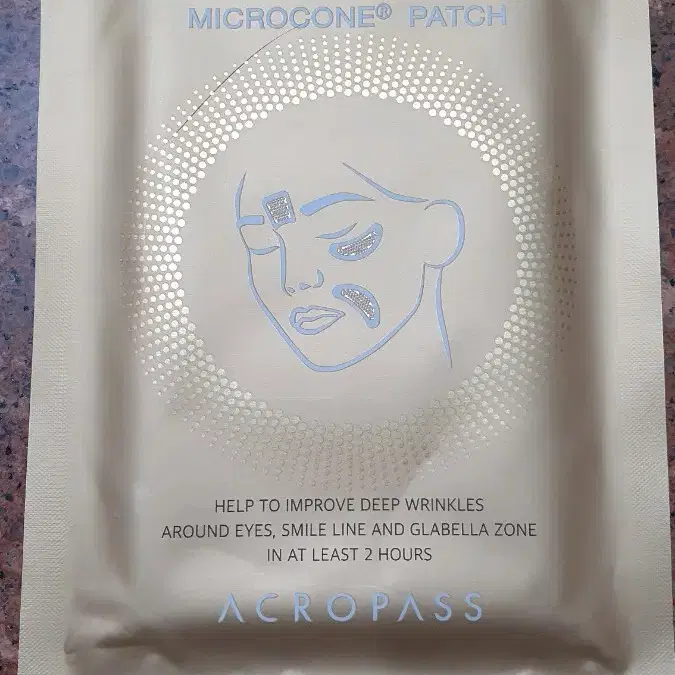 MICROCONE® PATCH
HELP TO IMPROVE DEEP WRINKLES
AROUND EYES, SMILE LINE AND GLABELLA ZONE
IN AT LEAST 2 HOURS
ACROPASS